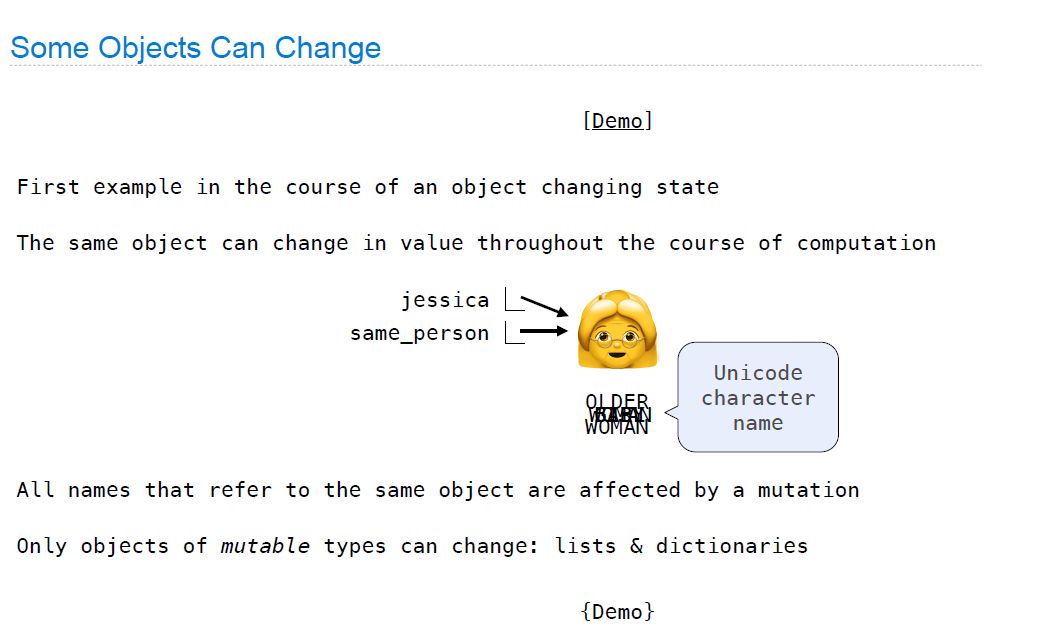 Some Objects Can Change
[Demo]
First example in the course of an object changing state
The same object can change in value throughout the course of computation
jessica
same_person
Unicode
character
name
OLDER
WOMAN
All names that refer to the same object are affected by a mutation
Only objects of mutable types can change: lists & dictionaries
{Demo}